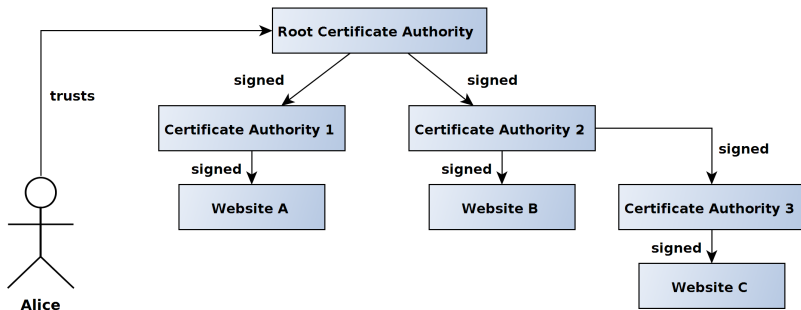 Root Certificate Authority
signed
signed
trusts
Certificate Authority 1
Certificate Authority 2
signed
signed
signed
Website A
Website B
Certificate Authority 3
signed
Website C
Alice